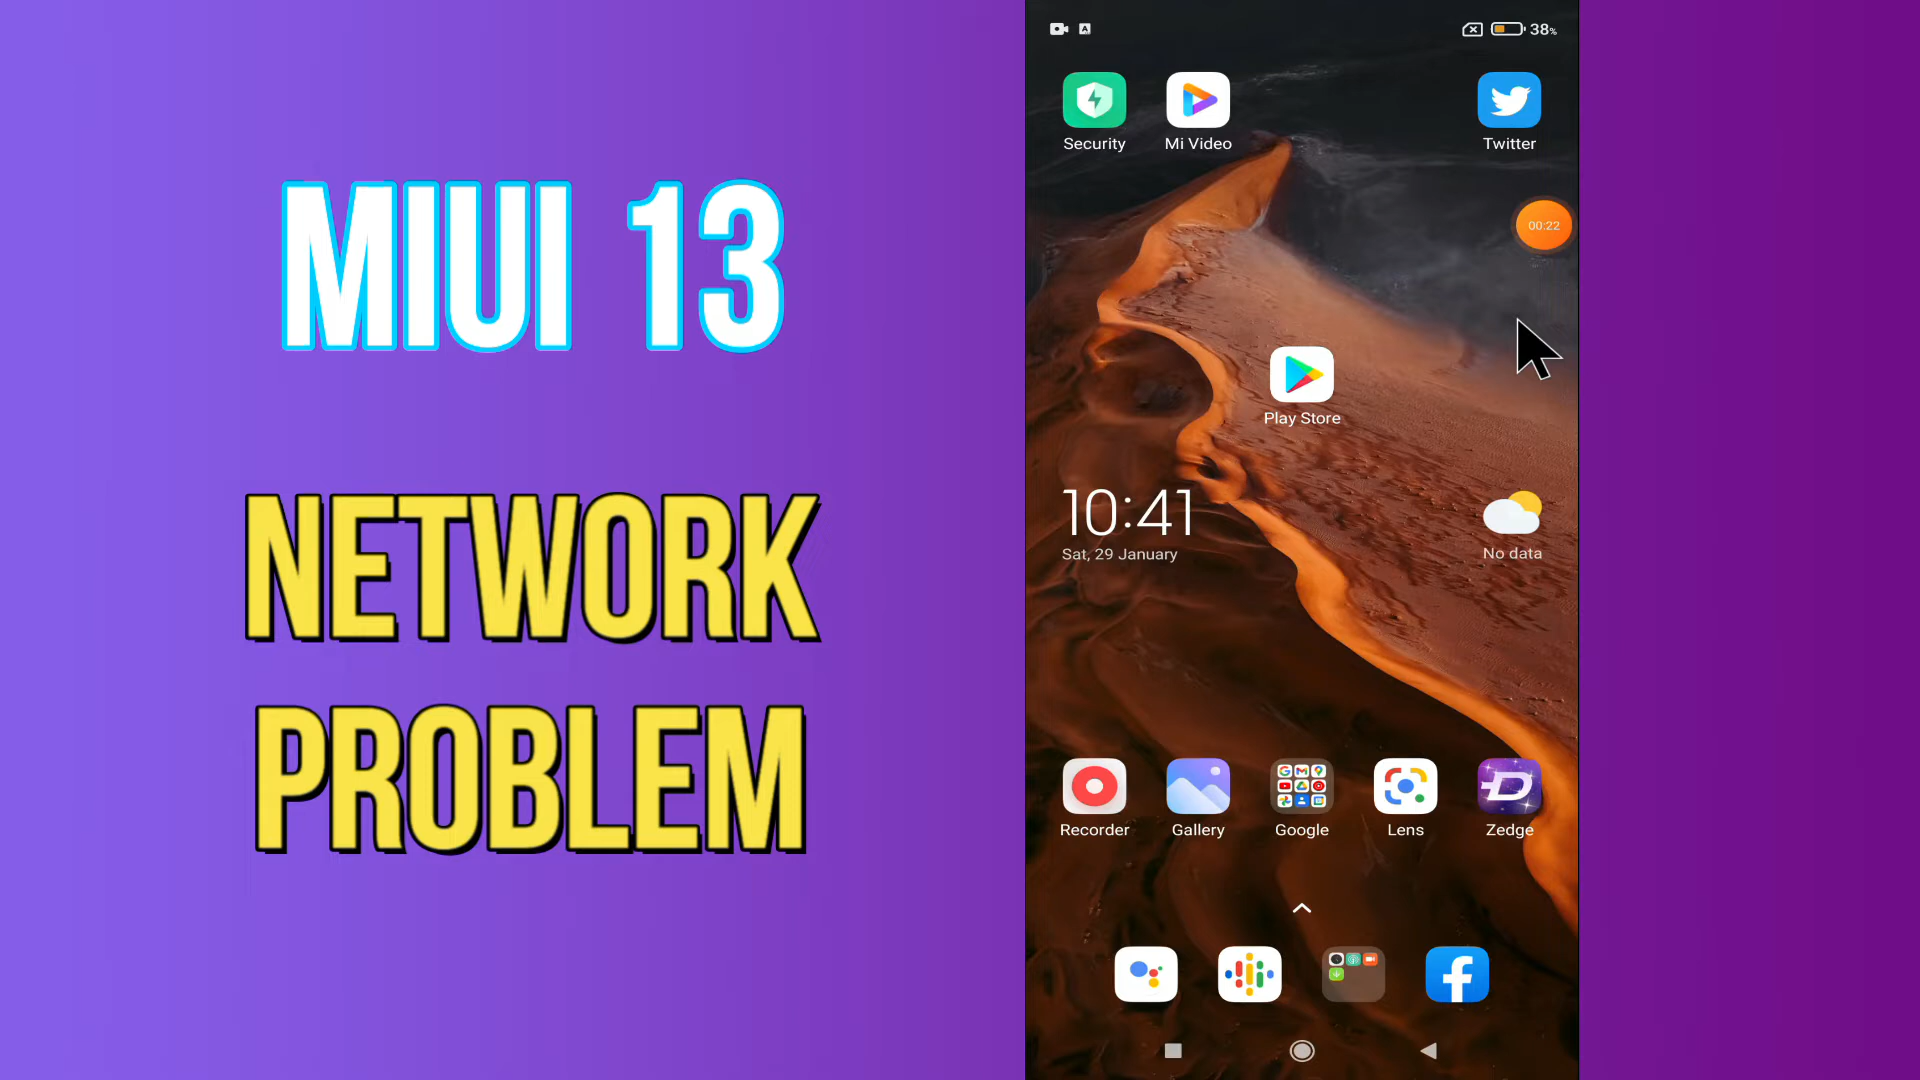 MIUI 13
NETWORK
PROBLEM
38%
Security
Mi Video
Twitter
00:22
Play Store
10:41
Sat, 29 January
No data
Recorder
Gallery
Google
Lens
Zedge